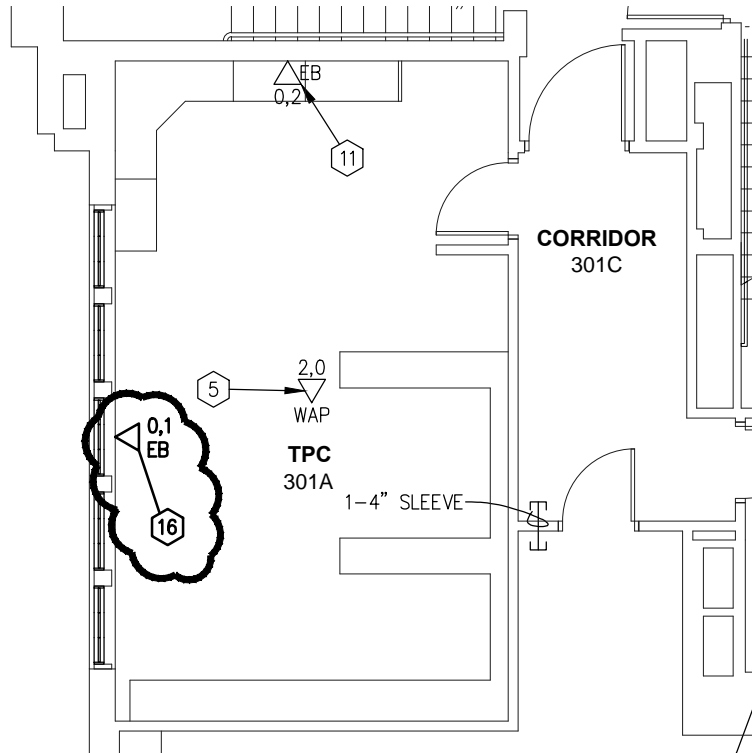 "
EB
0,2
11
CORRIDOR
301C
2,0
5
WAP
0,1
EB
TPC
301A
1-4" SLEEVE
16